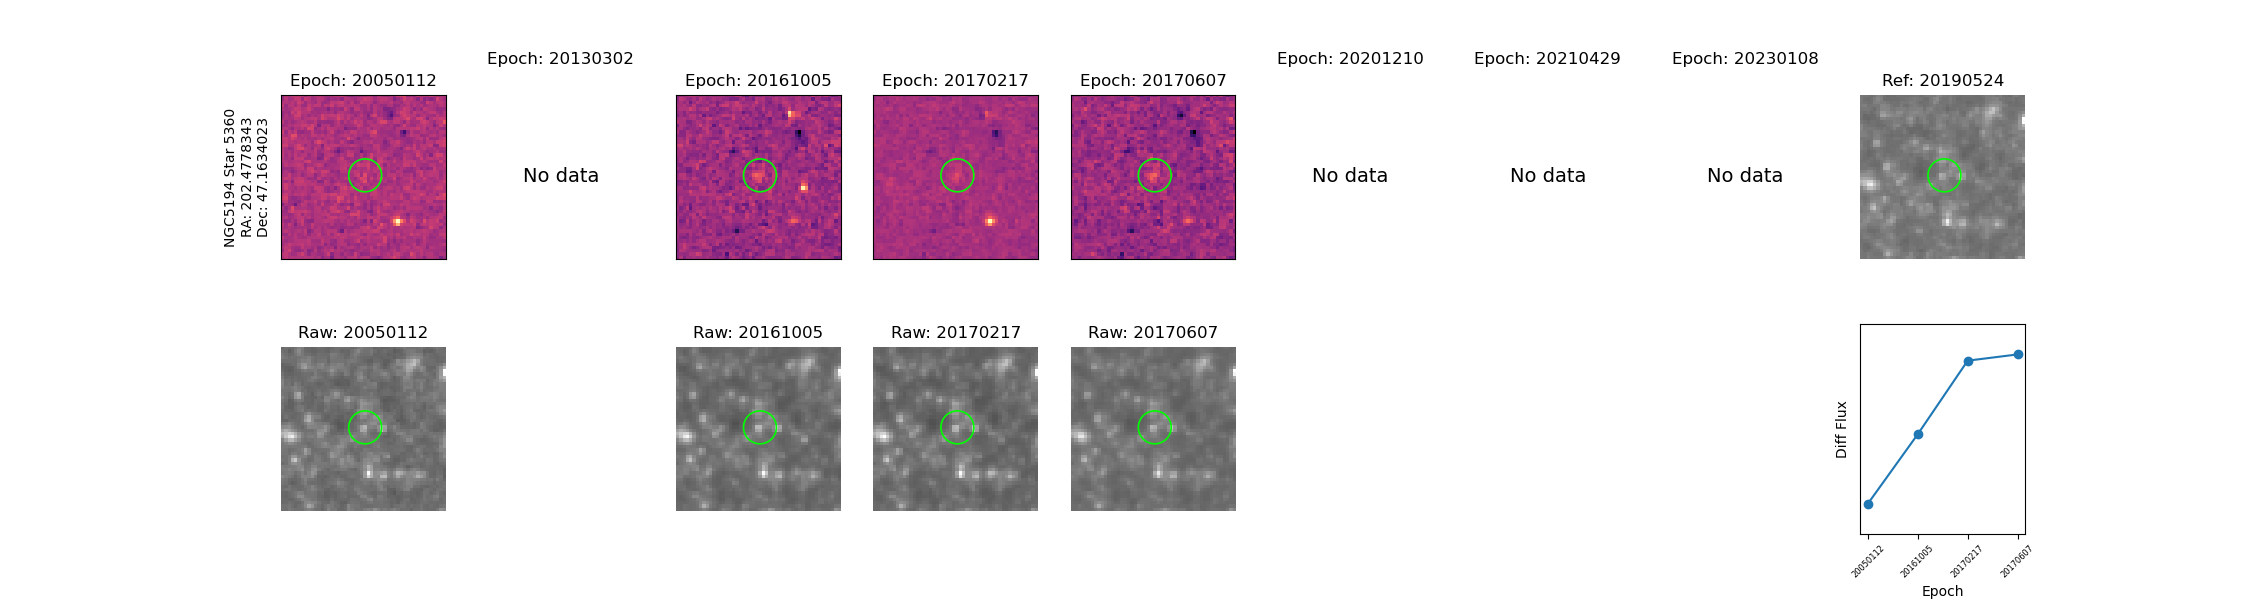 Epoch: 20130302
Epoch: 20201210
Epoch: 20210429
Epoch: 20230108
Epoch: 20050112
Epoch: 20161005
Epoch: 20170217
Epoch: 20170607
Ref: 20190524
NGC5194 Star 5360
RA: 202.4778343
Dec: 47.1634023
No data
No data
No data
No data
Raw: 20050112
Raw: 20161005
Raw: 20170217
Raw: 20170607
Diff Flux
20050112
20161005
20170217
20170607
Epoch